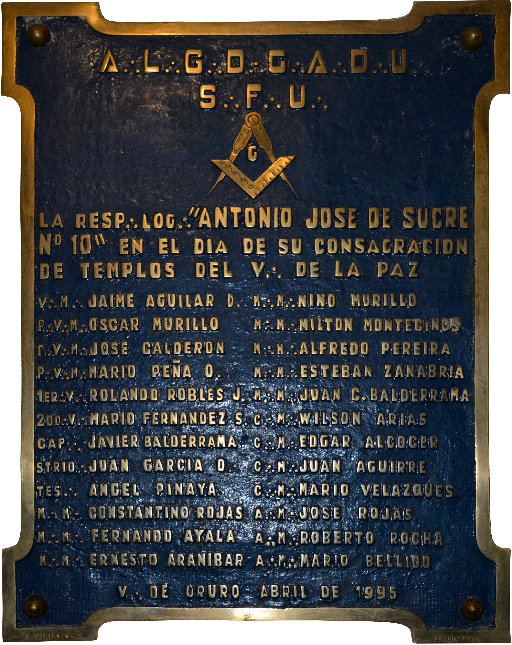 A∴L∴G∴D∴G∴A∴D∴U∴
S∴F∴U∴
G
LA RESP∴LOG∴"ANTONIO JOSE DE SUCRE
Nº 10" EN EL DIA DE SU CONSAGRACION
DE TEMPLOS DEL V∴ DE LA PAZ
V∴M∴JAIME AGUILAR D. M∴M∴NINO MURILLO
P∴V∴M∴OSCAR MURILLO M∴M∴MILTON MONTECINOS
P∴V∴M∴JOSE CALDERON M∴M∴ALFREDO PEREIRA
P∴V∴M∴MARIO PEÑA O. M∴M∴ESTEBAN ZANABRIA
1ER∴V∴ROLANDO ROBLES J. M∴M∴JUAN C. BALDERRAMA
2DO∴V∴MARIO FERNANDEZ S. C∴M∴WILSON ARIAS
CAP∴ JAVIER BALDERRAMA C∴M∴EDGAR ALCOCER
STRIO∴JUAN GARCIA O. C∴M∴JUAN AGUIRRE
TES∴ ANGEL PINAYA C∴M∴MARIO VELAZQUES
M∴M∴CONSTANTINO ROJAS A∴M∴JOSE ROJAS
M∴M∴FERNANDO AYALA A∴M∴ROBERTO ROCHA
M∴M∴ERNESTO ARANIBAR A∴M∴MARIO BELLIDO
V∴ DE ORURO ABRIL DE 1995